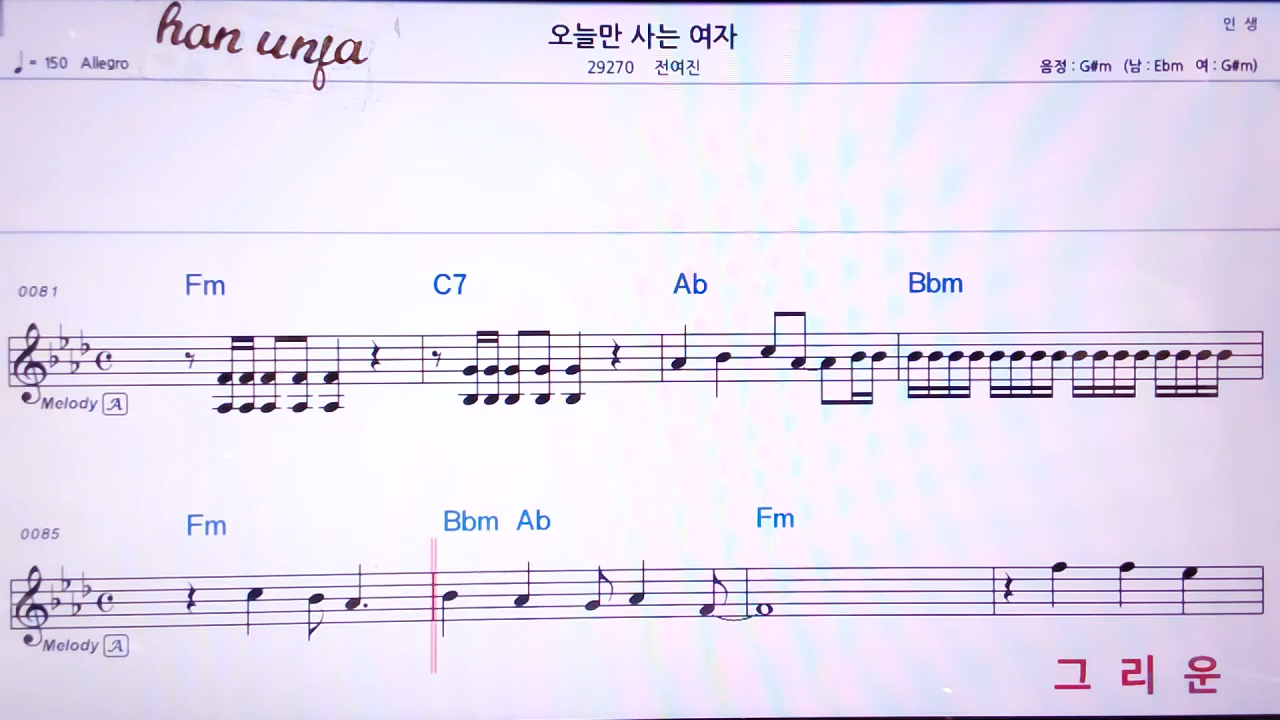 han unja
오늘만 사는 여자
인 생
♩= 150 Allegro
29270 전여진
음정 : G#m (남 : Ebm 여 : G#m)
0081 Fm C7 Ab Bbm
Melody A
0085 Fm Bbm Ab Fm
Melody A
그 리 운